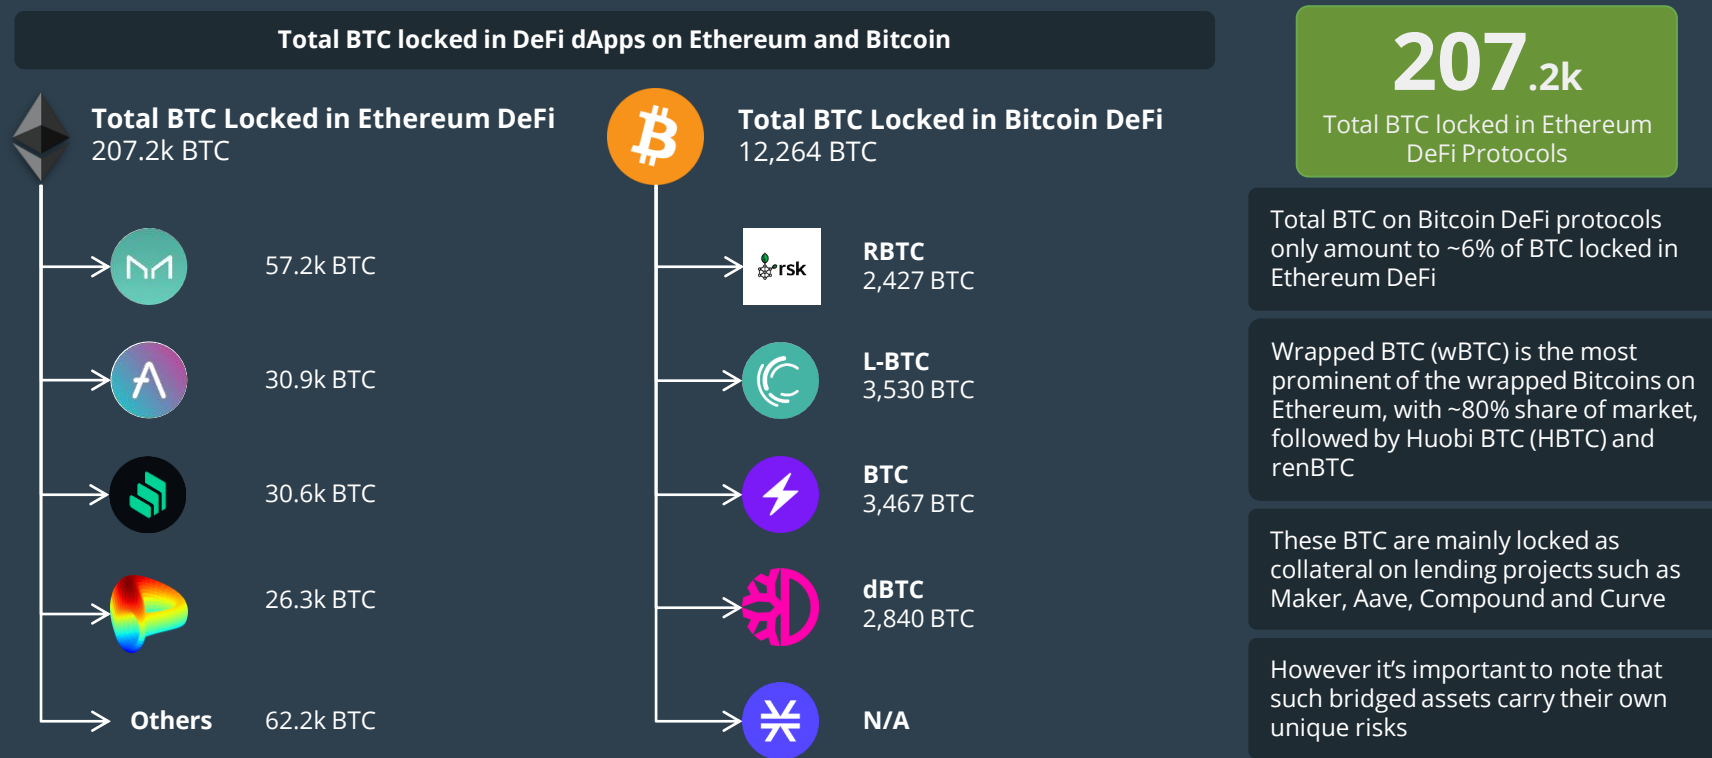 Total BTC locked in DeFi dApps on Ethereum and Bitcoin
Total BTC Locked in Ethereum DeFi
207.2k BTC
57.2k BTC
30.9k BTC
30.6k BTC
26.3k BTC
Others 62.2k BTC
Total BTC Locked in Bitcoin DeFi
12,264 BTC
rsk
RBTC
2,427 BTC
L-BTC
3,530 BTC
BTC
3,467 BTC
dBTC
2,840 BTC
N/A
207.2k
Total BTC locked in Ethereum
DeFi Protocols
Total BTC on Bitcoin DeFi protocols
only amount to ~6% of BTC locked in
Ethereum DeFi
Wrapped BTC (wBTC) is the most
prominent of the wrapped Bitcoins on
Ethereum, with ~80% share of market,
followed by Huobi BTC (HBTC) and
renBTC
These BTC are mainly locked as
collateral on lending projects such as
Maker, Aave, Compound and Curve
However it's important to note that
such bridged assets carry their own
unique risks